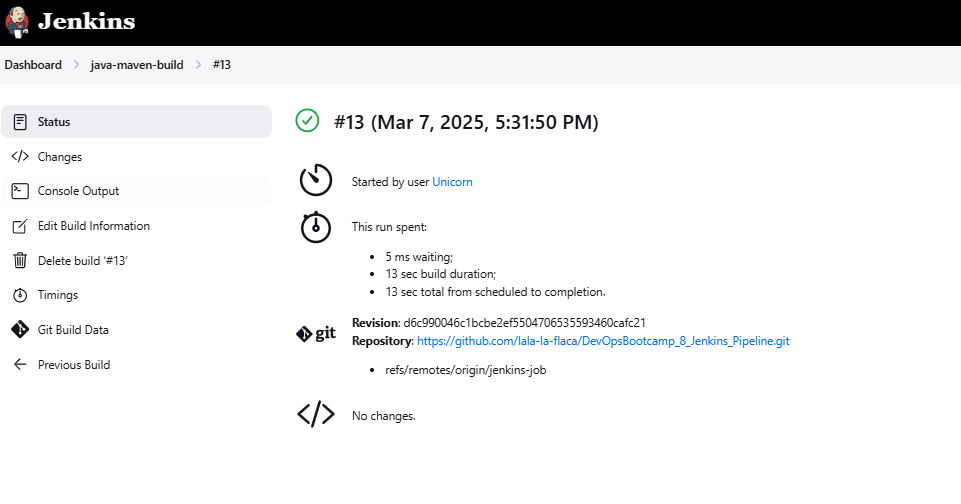 Jenkins
Dashboard > java-maven-build > #13
Status
Changes
Console Output
Edit Build Information
Delete build ‘#13’
Timings
Git Build Data
Previous Build
#13 (Mar 7, 2025, 5:31:50 PM)
Started by user Unicorn
This run spent:
5 ms waiting;
13 sec build duration;
13 sec total from scheduled to completion.
git
Revision: d6c990046c1bcbe2ef5504706535593460cafc21
Repository: https://github.com/lala-la-flaca/DevOpsBootcamp_8_Jenkins_Pipeline.git
refs/remotes/origin/jenkins-job
No changes.